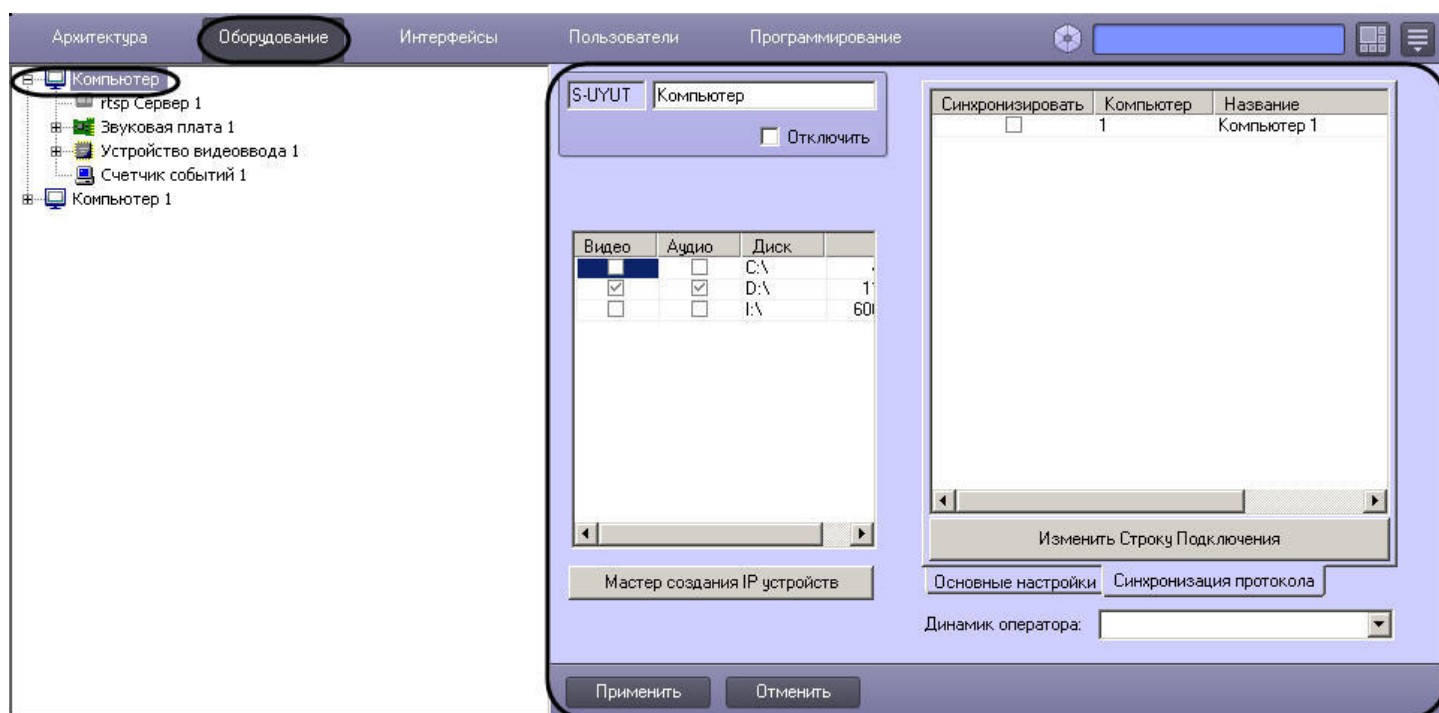 Архитектура Оборудование Интерфейсы Пользователи Программирование
Компьютер
rtsp Сервер 1
Звуковая плата 1
Устройство видеоввода 1
Счетчик событий 1
Компьютер 1
S-UYUT Компьютер
Отключить
Видео Аудио Диск
C:\
D:\ 11
I:\ 600
Мастер создания IP устройств
Синхронизировать Компьютер Название
1 Компьютер 1
Изменить Строку Подключения
Основные настройки Синхронизация протокола
Динамик оператора:
Применить Отменить